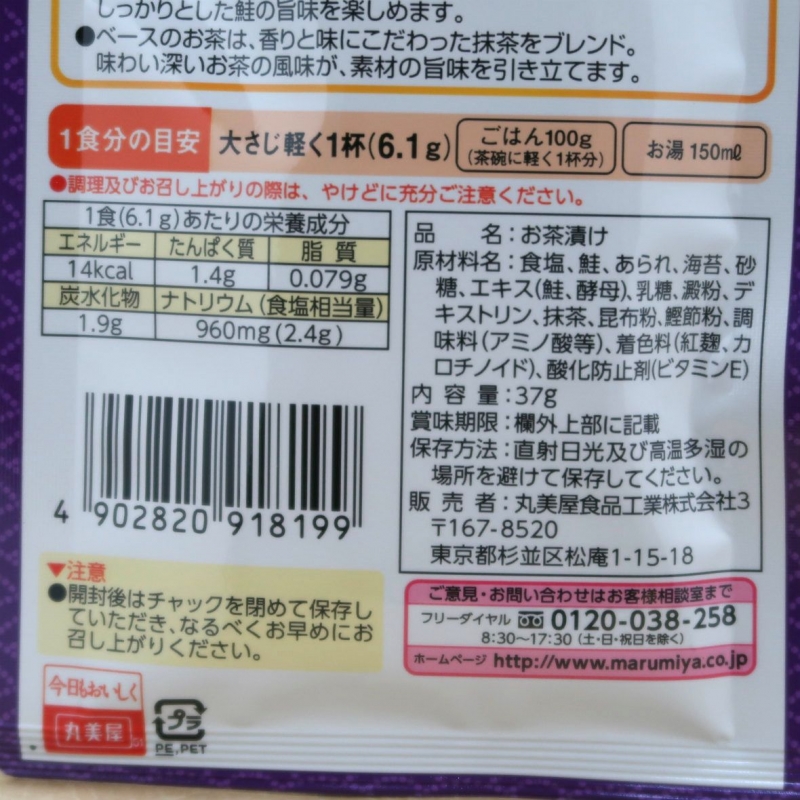 しっかりとした鮭の旨味を楽しめます。
●ベースのお茶は、香りと味にこだわった抹茶をブレンド。
味わい深いお茶の風味が、素材の旨味を引き立てます。
1食分の目安 大さじ軽く1杯(6.1g) ごはん100g (茶碗に軽く1杯分) お湯 150mℓ
●調理及びお召し上がりの際は、やけどに充分ご注意ください。
1食(6.1g)あたりの栄養成分
エネルギー たんぱく質 脂質
14kcal 1.4g 0.079g
炭水化物 ナトリウム(食塩相当量)
1.9g 960mg(2.4g)
品名:お茶漬け
原材料名:食塩、鮭、あられ、海苔、砂
糖、エキス(鮭、酵母)、乳糖、澱粉、デ
キストリン、抹茶、昆布粉、鰹節粉、調
味料(アミノ酸等)、着色料(紅麹、カ
ロチノイド)、酸化防止剤(ビタミンE)
内容量:37g
賞味期限:欄外上部に記載
保存方法:直射日光及び高温多湿の
場所を避けて保存してください。
販売者:丸美屋食品工業株式会社3
〒167-8520
東京都杉並区松庵1-15-18
4 902820 918199
▼注意
●開封後はチャックを閉めて保存し
ていただき、なるべくお早めにお
召し上がりください。
ご意見・お問い合わせはお客様相談室まで
フリーダイヤル 0120-038-258
8:30〜17:30 (土・日・祝日を除く)
ホームページ http://www.marumiya.co.jp
今日もおいしく
丸美屋
プラ
PE,PET